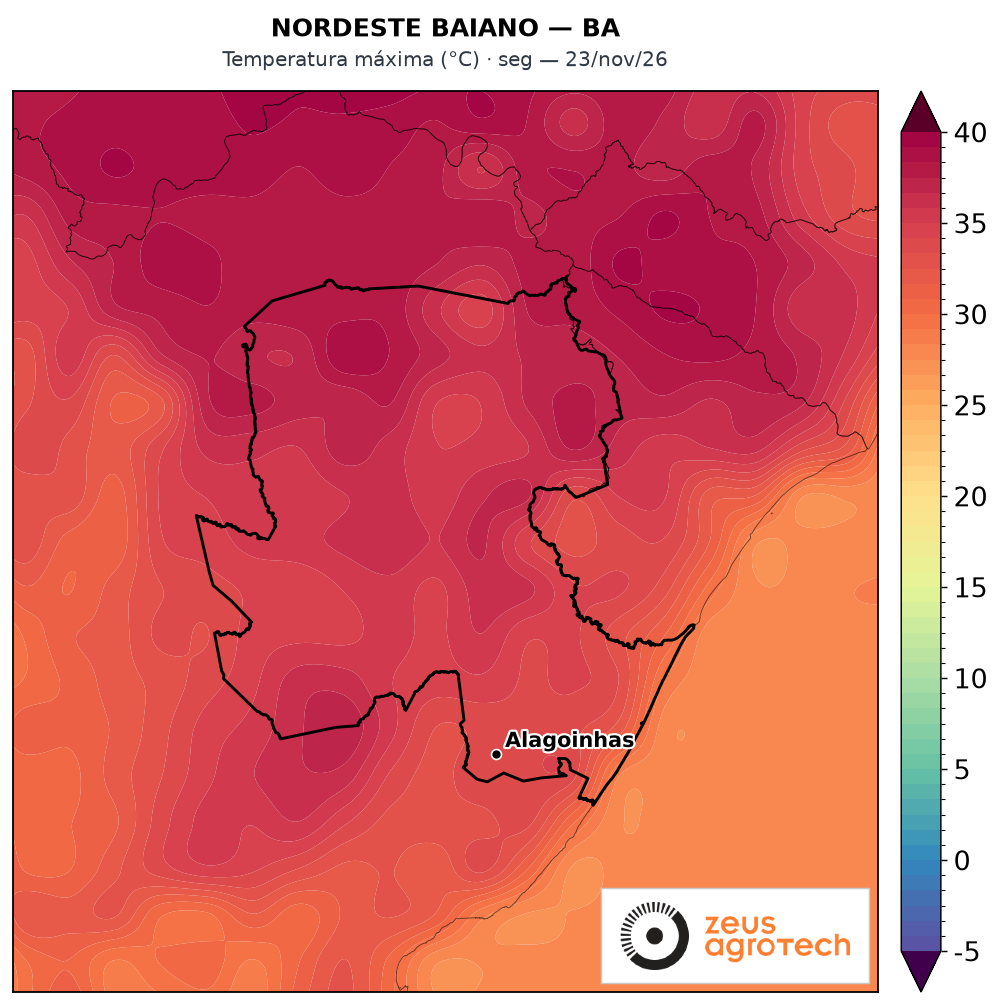 NORDESTE BAIANO — BA
Temperatura máxima (°C) · seg — 23/nov/26
40
35
30
25
20
15
10
5
0
-5
Alagoinhas
zeus
agrotech